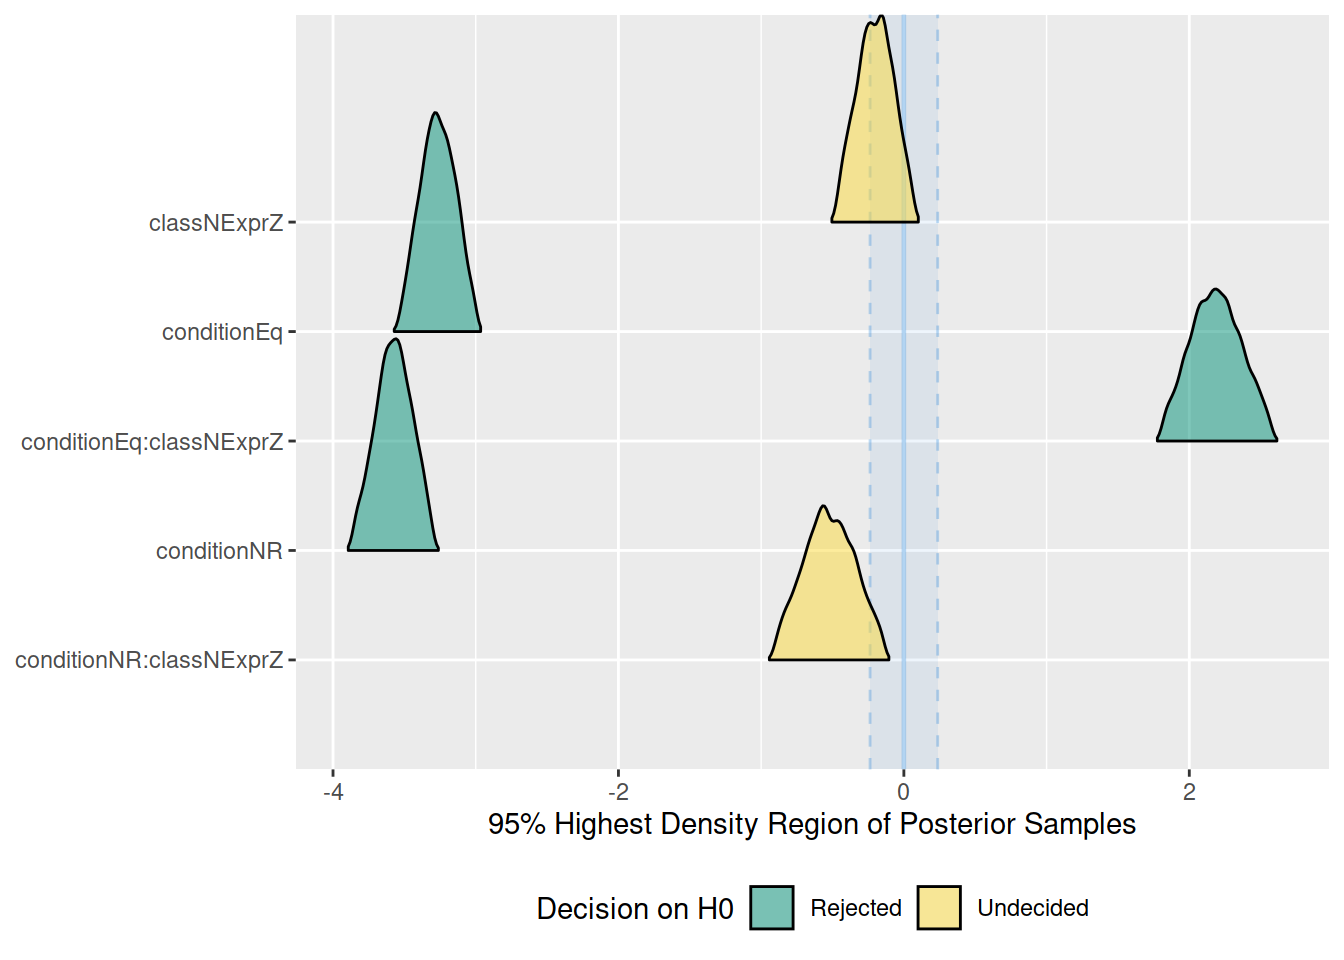 classNExprZ
conditionEq
conditionEq:classNExprZ
conditionNR
conditionNR:classNExprZ
-4 -2 0 2
95% Highest Density Region of Posterior Samples
Decision on H0 Rejected Undecided